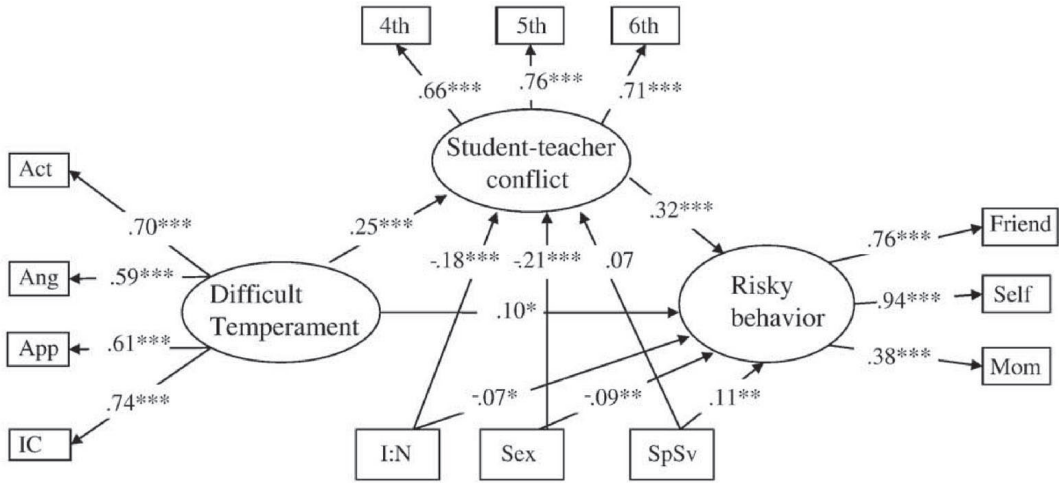 4th
5th
6th
.66***
.76***
.71***
Student-teacher
conflict
Act
.70***
.25***
.32***
Friend
.76***
Ang
.59***
-.18***
-.21***
.07
Difficult
Temperament
Risky
behavior
.94***
Self
.10*
App
.61***
.38***
Mom
.74***
-.07*
-.09**
.11**
IC
I:N
Sex
SpSv